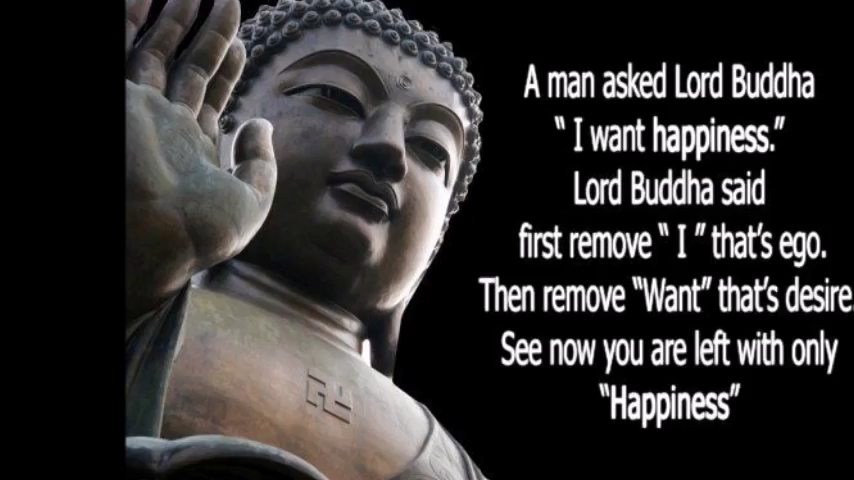 A man asked Lord Buddha
“ I want happiness.”
Lord Buddha said
first remove “ I ” that’s ego.
Then remove “Want” that’s desire.
See now you are left with only
“Happiness”